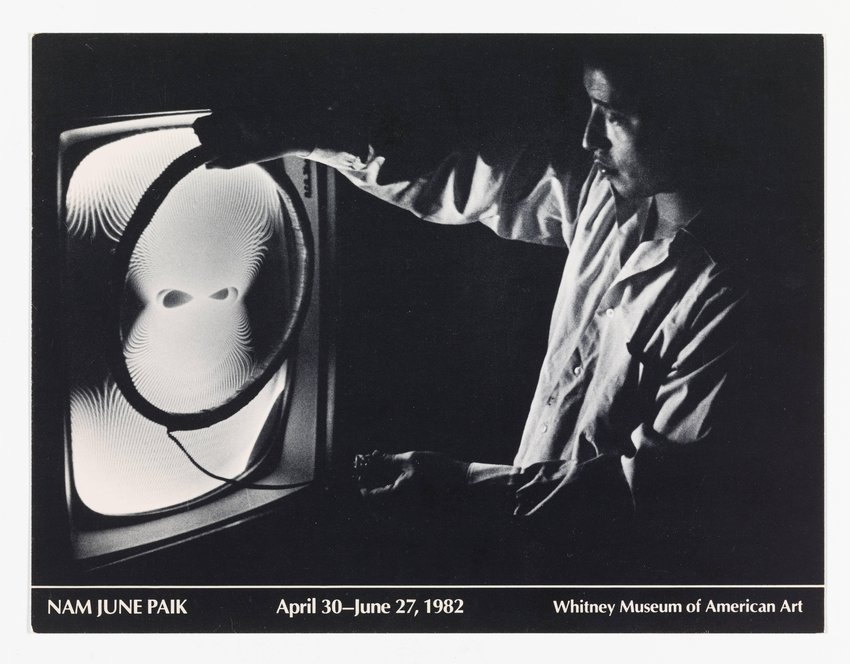 NAM JUNE PAIK April 30–June 27, 1982 Whitney Museum of American Art